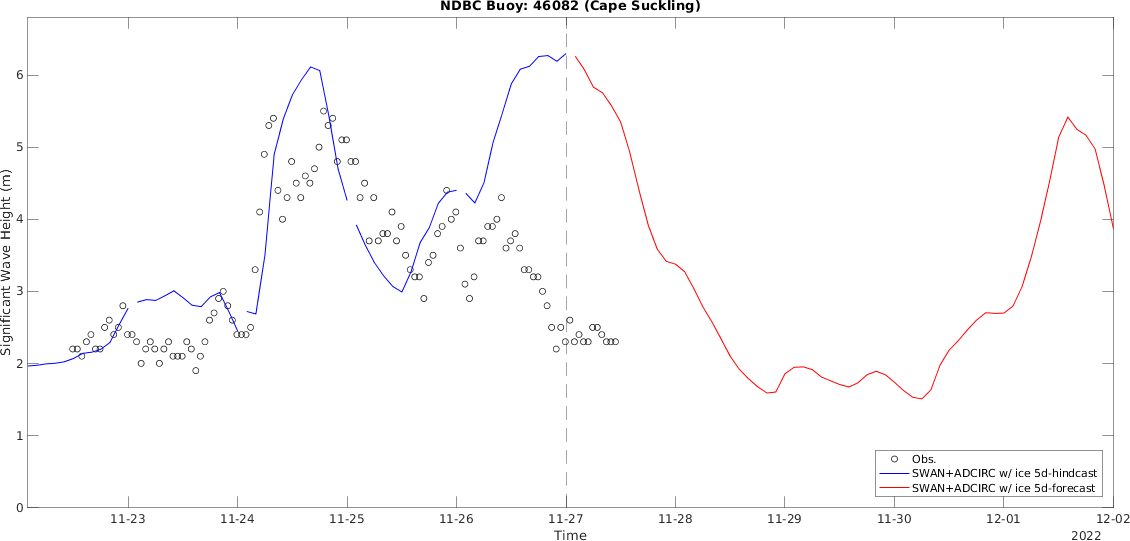 NDBC Buoy: 46082 (Cape Suckling)
Significant Wave Height (m)
6
5
4
3
2
1
0
Obs.
SWAN+ADCIRC w/ ice 5d-hindcast
SWAN+ADCIRC w/ ice 5d-forecast
11-23 11-24 11-25 11-26 11-27 11-28 11-29 11-30 12-01 12-02
Time
2022